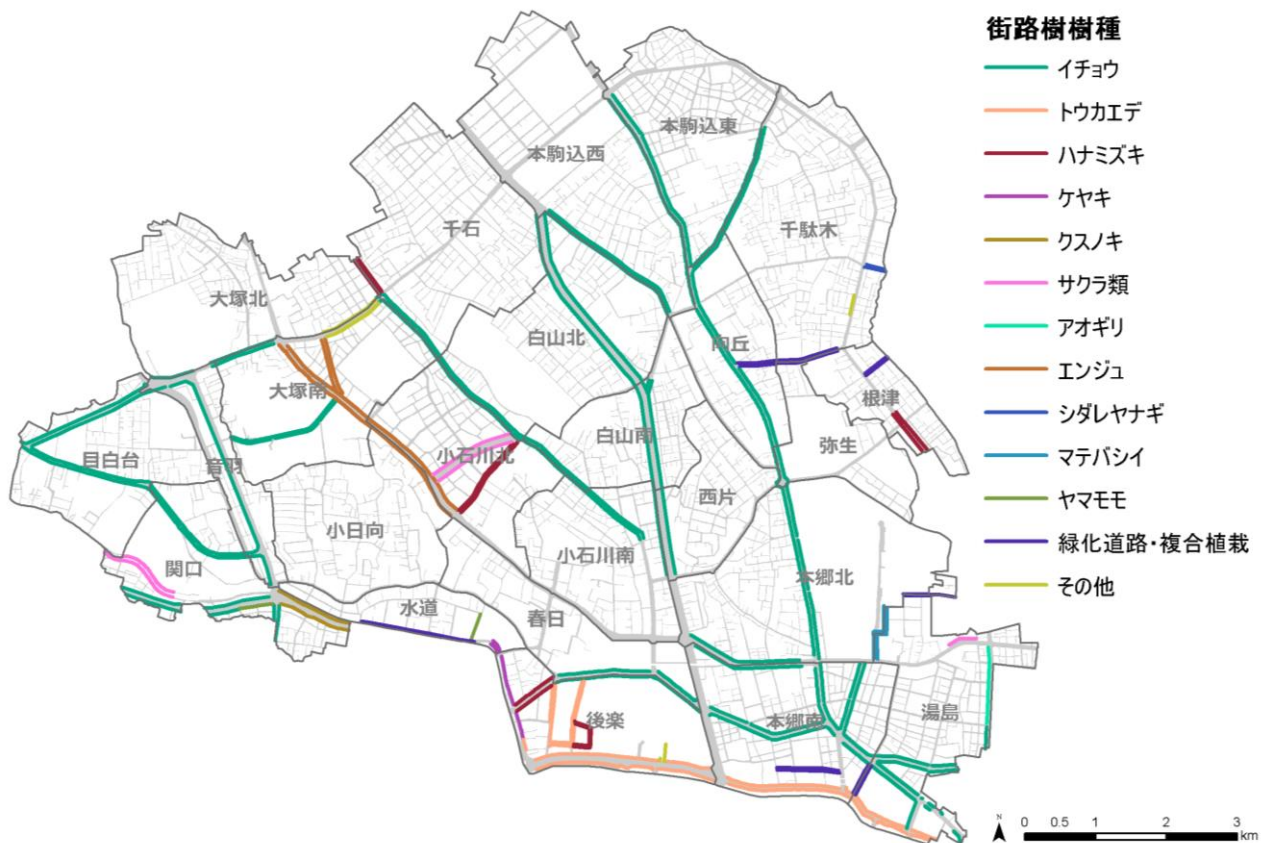 街路樹樹種
イチョウ
トウカエデ
ハナミズキ
ケヤキ
クスノキ
サクラ類
アオギリ
エンジュ
シダレヤナギ
マテバシイ
ヤマモモ
緑化道路・複合植栽
その他
本駒込東
本駒込西
千石
千駄木
大塚北
白山北
向丘
大塚南
根津
白山南
弥生
小石川北
目白台
音羽
西片
小日向
小石川南
関口
本郷北
水道
春日
後楽
本郷南
湯島
N
0 0.5 1 2 3
km